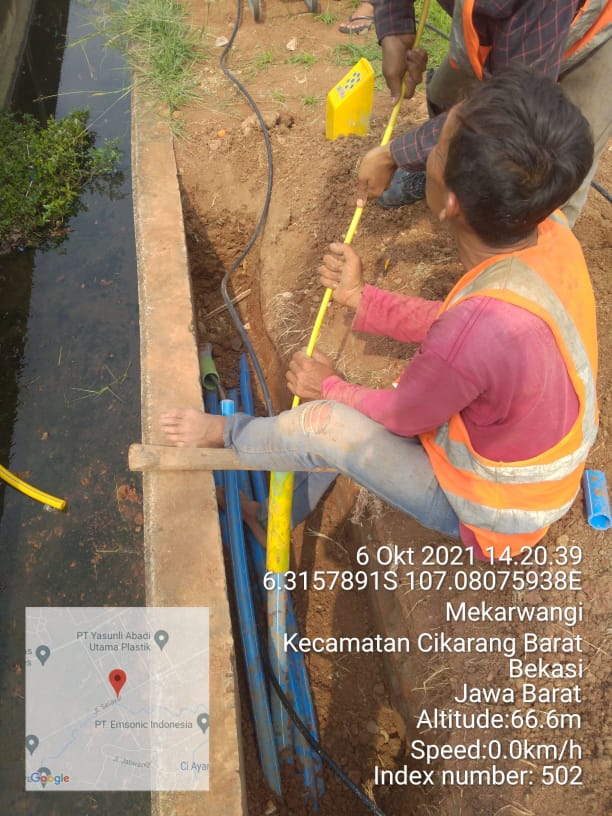 6 Okt 2021 14.20.39
6.3157891S 107.08075938E
Mekarwangi
Kecamatan Cikarang Barat
Bekasi
Jawa Barat
Altitude:66.6m
Speed:0.0km/h
Index number: 502
PT Yasunli Abadi
Utama Plastik
PT. Emsonic Indonesia
Ci Ayar
Google